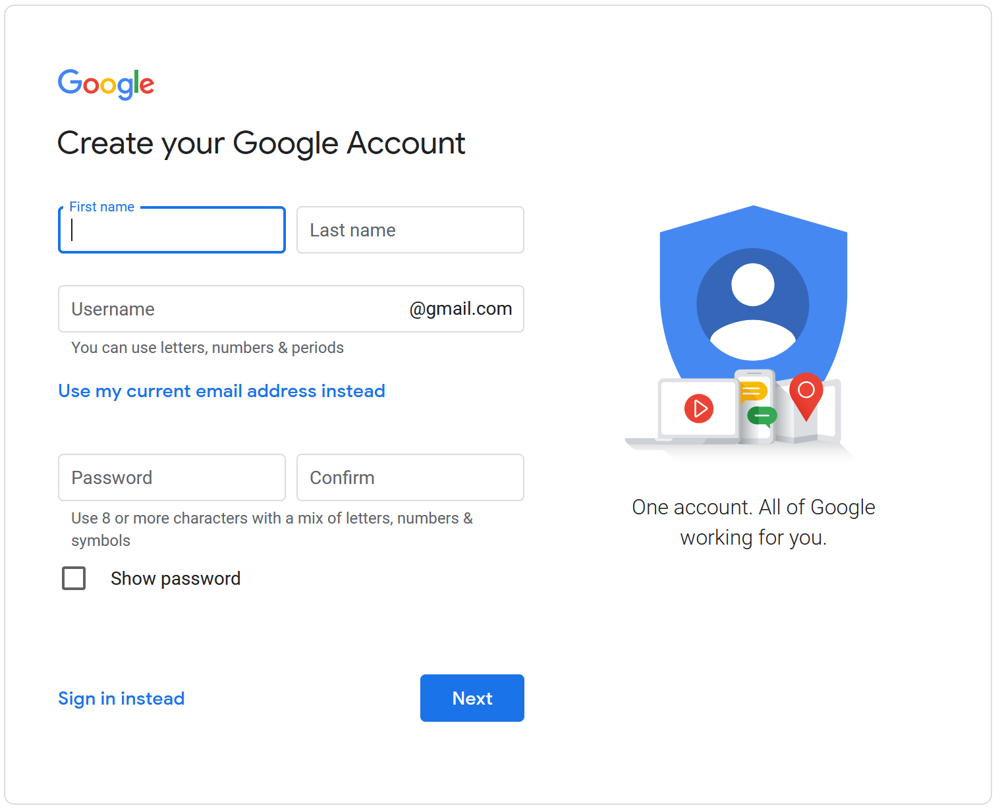 Google
Create your Google Account
First name
Last name
Username
@gmail.com
You can use letters, numbers & periods
Use my current email address instead
Password
Confirm
Use 8 or more characters with a mix of letters, numbers &
symbols
Show password
Sign in instead
Next
One account. All of Google
working for you.